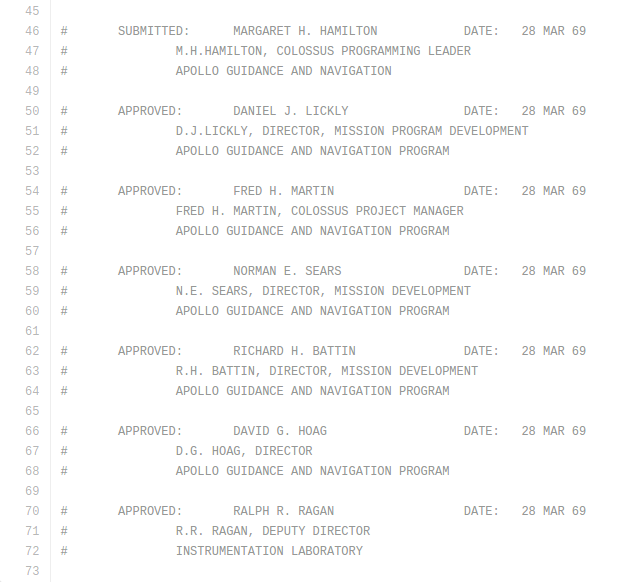 45
46 # SUBMITTED: MARGARET H. HAMILTON DATE: 28 MAR 69
47 # M.H.HAMILTON, COLOSSUS PROGRAMMING LEADER
48 # APOLLO GUIDANCE AND NAVIGATION
49
50 # APPROVED: DANIEL J. LICKLY DATE: 28 MAR 69
51 # D.J.LICKLY, DIRECTOR, MISSION PROGRAM DEVELOPMENT
52 # APOLLO GUIDANCE AND NAVIGATION PROGRAM
53
54 # APPROVED: FRED H. MARTIN DATE: 28 MAR 69
55 # FRED H. MARTIN, COLOSSUS PROJECT MANAGER
56 # APOLLO GUIDANCE AND NAVIGATION PROGRAM
57
58 # APPROVED: NORMAN E. SEARS DATE: 28 MAR 69
59 # N.E. SEARS, DIRECTOR, MISSION DEVELOPMENT
60 # APOLLO GUIDANCE AND NAVIGATION PROGRAM
61
62 # APPROVED: RICHARD H. BATTIN DATE: 28 MAR 69
63 # R.H. BATTIN, DIRECTOR, MISSION DEVELOPMENT
64 # APOLLO GUIDANCE AND NAVIGATION PROGRAM
65
66 # APPROVED: DAVID G. HOAG DATE: 28 MAR 69
67 # D.G. HOAG, DIRECTOR
68 # APOLLO GUIDANCE AND NAVIGATION PROGRAM
69
70 # APPROVED: RALPH R. RAGAN DATE: 28 MAR 69
71 # R.R. RAGAN, DEPUTY DIRECTOR
72 # INSTRUMENTATION LABORATORY
73